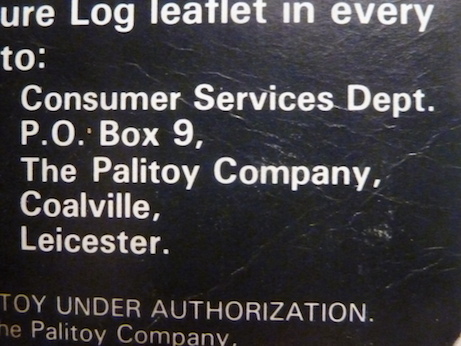 ure Log leaflet in every
to:
Consumer Services Dept.
P.O. Box 9,
The Palitoy Company,
Coalville,
Leicester.
TOY UNDER AUTHORIZATION.
he Palitoy Company,